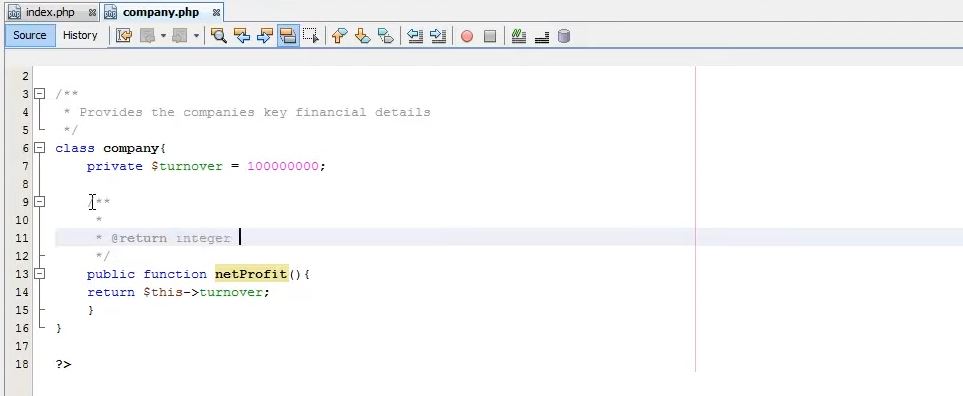 index.php company.php
Source History
2
3 /**
4 * Provides the companies key financial details
5 */
6 class company{
7 private $turnover = 100000000;
8
9 /**
10 *
11 * @return integer
12 */
13 public function netProfit(){
14 return $this->turnover;
15 }
16 }
17
18 ?>